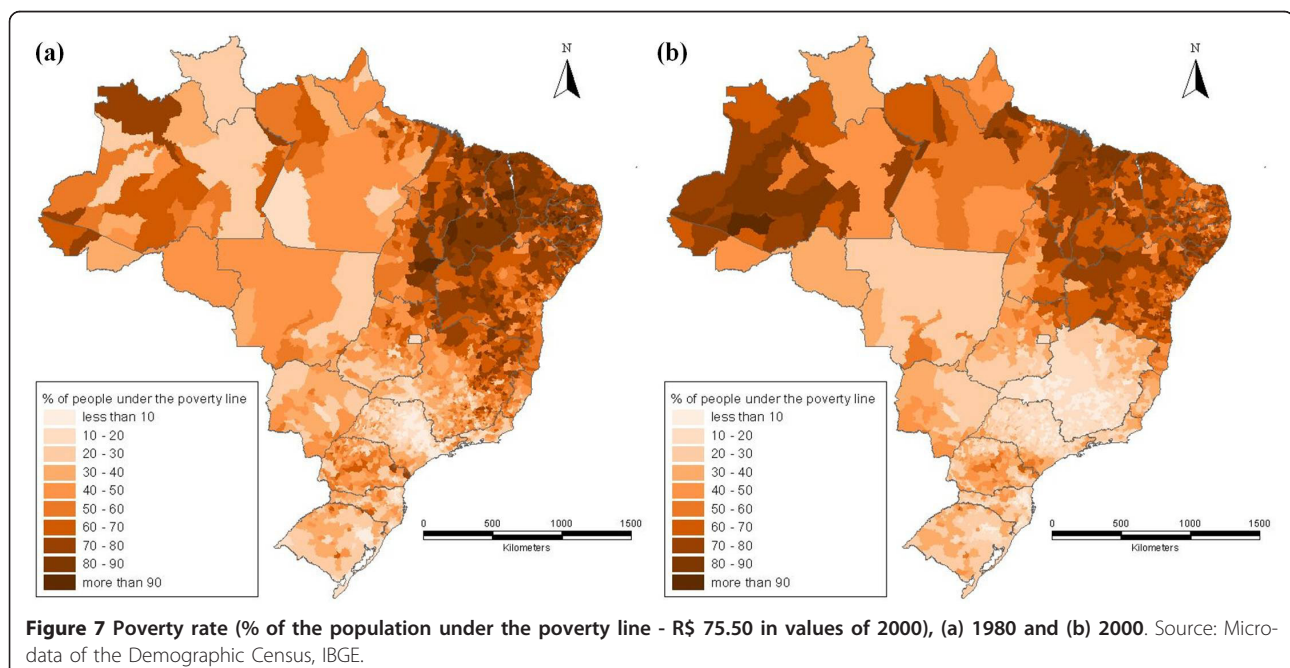 (a)
N
% of people under the poverty line
less than 10
10 - 20
20 - 30
30 - 40
40 - 50
50 - 60
60 - 70
70 - 80
80 - 90
more than 90
0 500 1000 1500
Kilometers
(b)
N
% of people under the poverty line
less than 10
10 - 20
20 - 30
30 - 40
40 - 50
50 - 60
60 - 70
70 - 80
80 - 90
more than 90
0 500 1000 1500
Kilometers
Figure 7 Poverty rate (% of the population under the poverty line - R$ 75.50 in values of 2000), (a) 1980 and (b) 2000. Source: Micro-
data of the Demographic Census, IBGE.